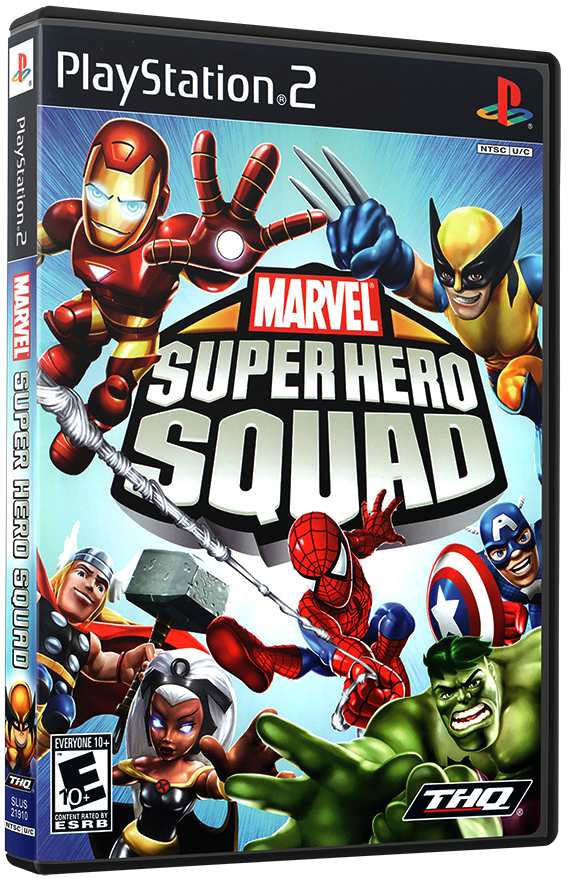 PlayStation®2
NTSC U/C
MARVEL®
SUPER HERO
SQUAD
A
EVERYONE 10+
E
10+
™
CONTENT RATED BY
ESRB
THQ
®
PlayStation®2
MARVEL
SUPER HERO SQUAD
THQ
SLUS
21910
NTSC U/C